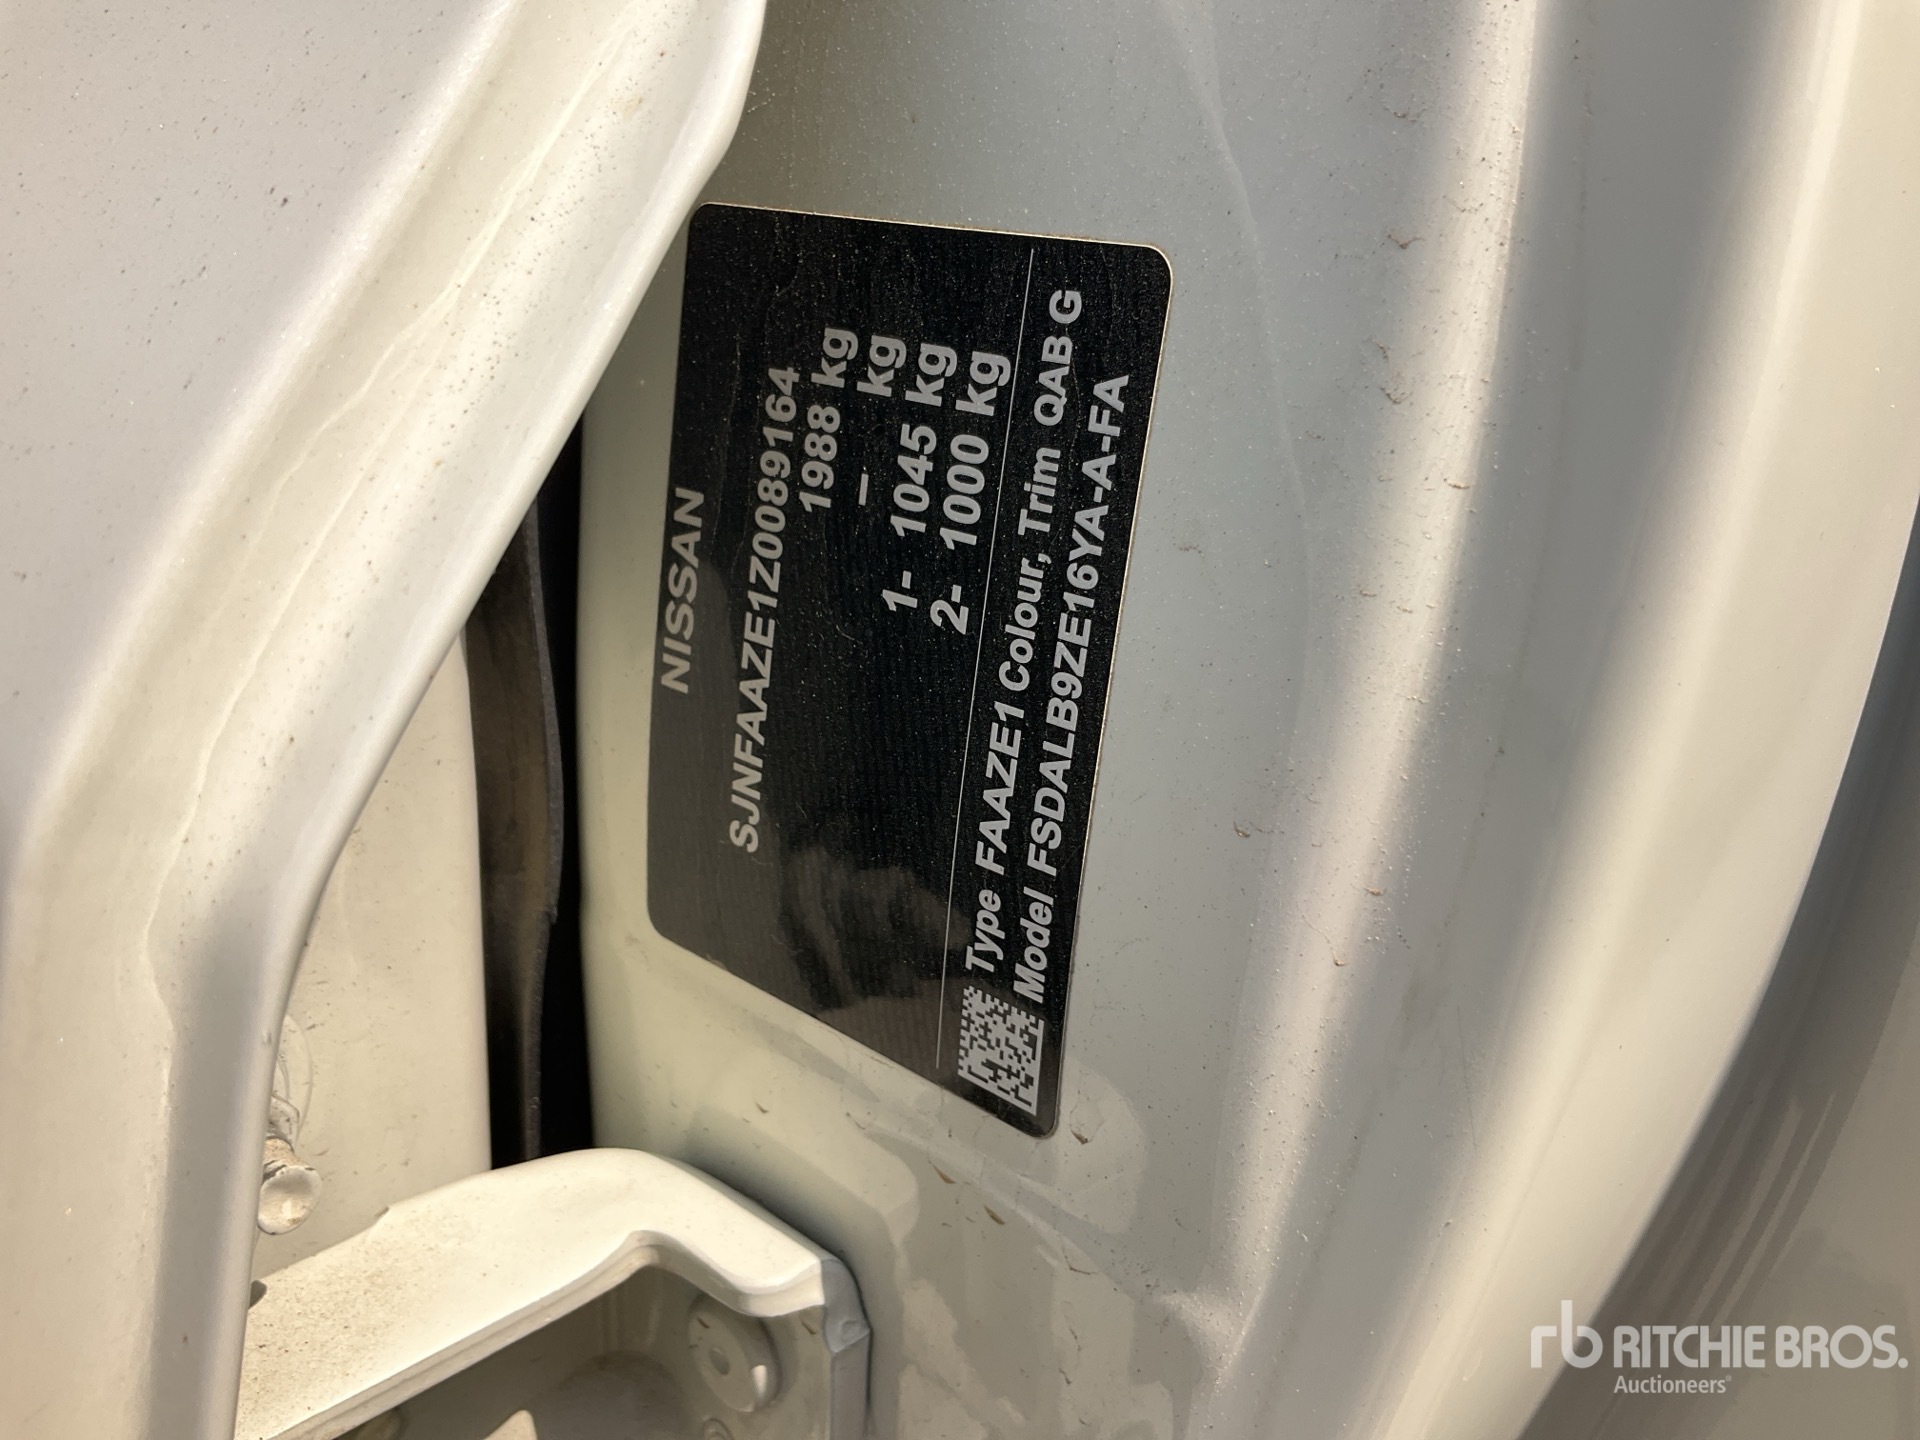 NISSAN
SJNFAAZE1Z0089164
1988 kg
– kg
1- 1045 kg
2- 1000 kg
Type FAAZE1 Colour, Trim QAB G
Model FSDALB9ZE16YA-A-FA
rb RITCHIE BROS.
Auctioneers